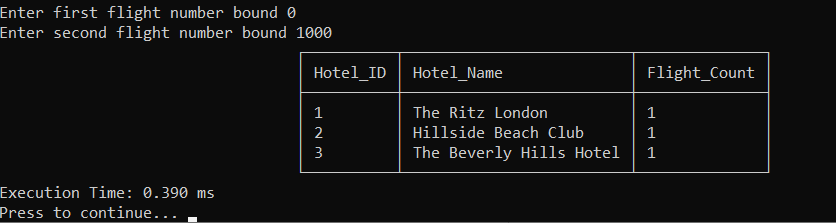 Enter first flight number bound 0
Enter second flight number bound 1000
Hotel_ID Hotel_Name Flight_Count
1 The Ritz London 1
2 Hillside Beach Club 1
3 The Beverly Hills Hotel 1
Execution Time: 0.390 ms
Press to continue...